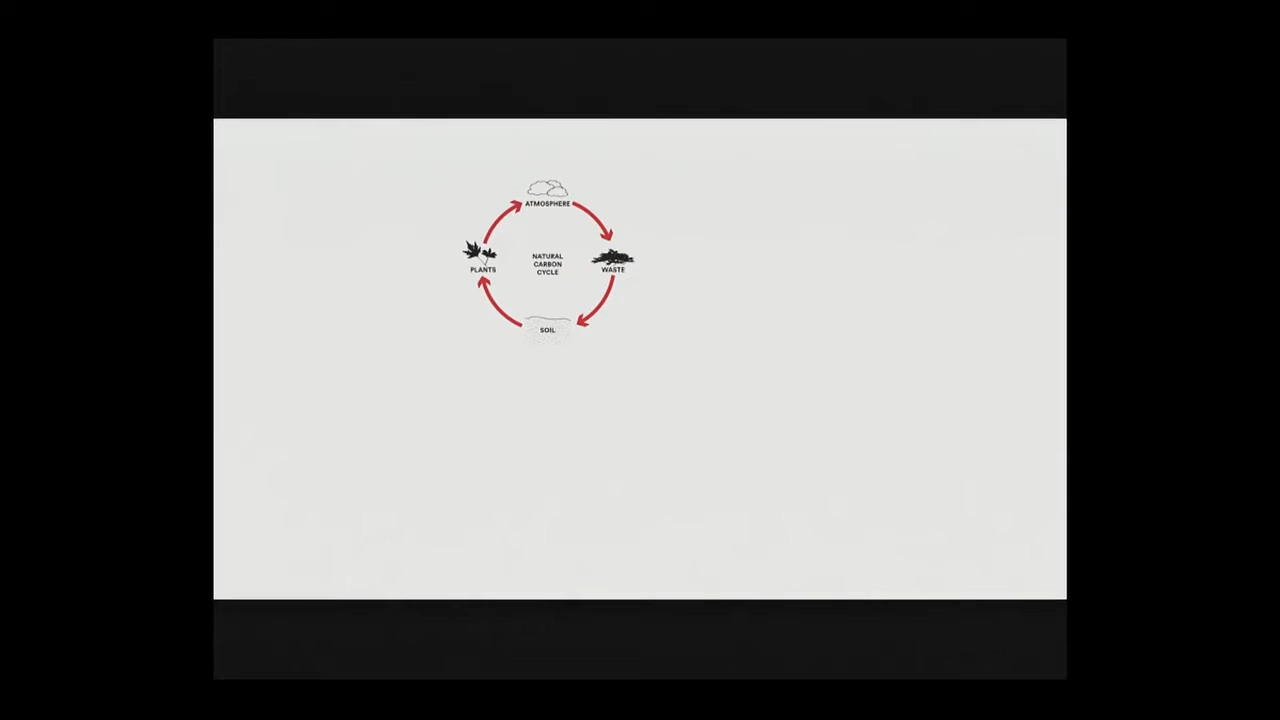 ATMOSPHERE
NATURAL
CARBON
CYCLE
PLANTS
WASTE
SOIL